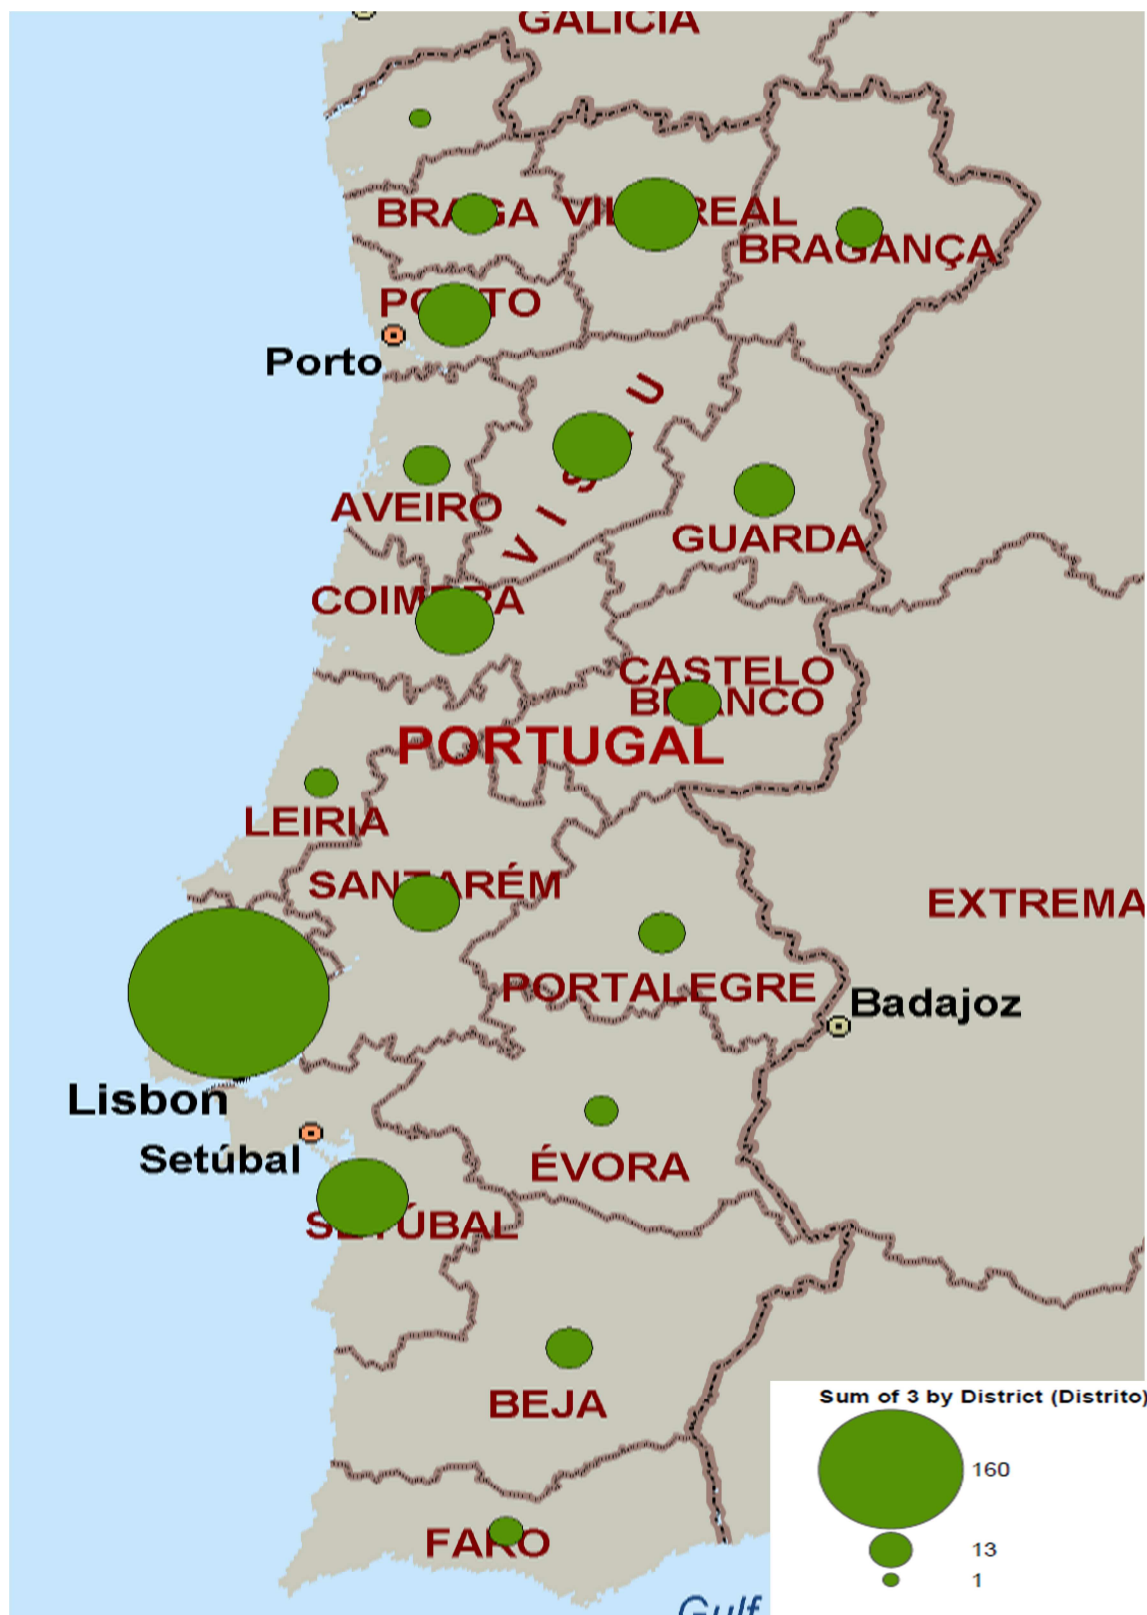 GALICIA
BRAGA
VILA REAL
BRAGANÇA
PORTO
Porto
VISEU
AVEIRO
GUARDA
COIMBRA
CASTELO
BRANCO
PORTUGAL
LEIRIA
SANTARÉM
EXTREMA
PORTALEGRE
Badajoz
Lisbon
Setúbal
ÉVORA
SETÚBAL
BEJA
Sum of 3 by District (Distrito)
160
13
1
FARO
Gulf